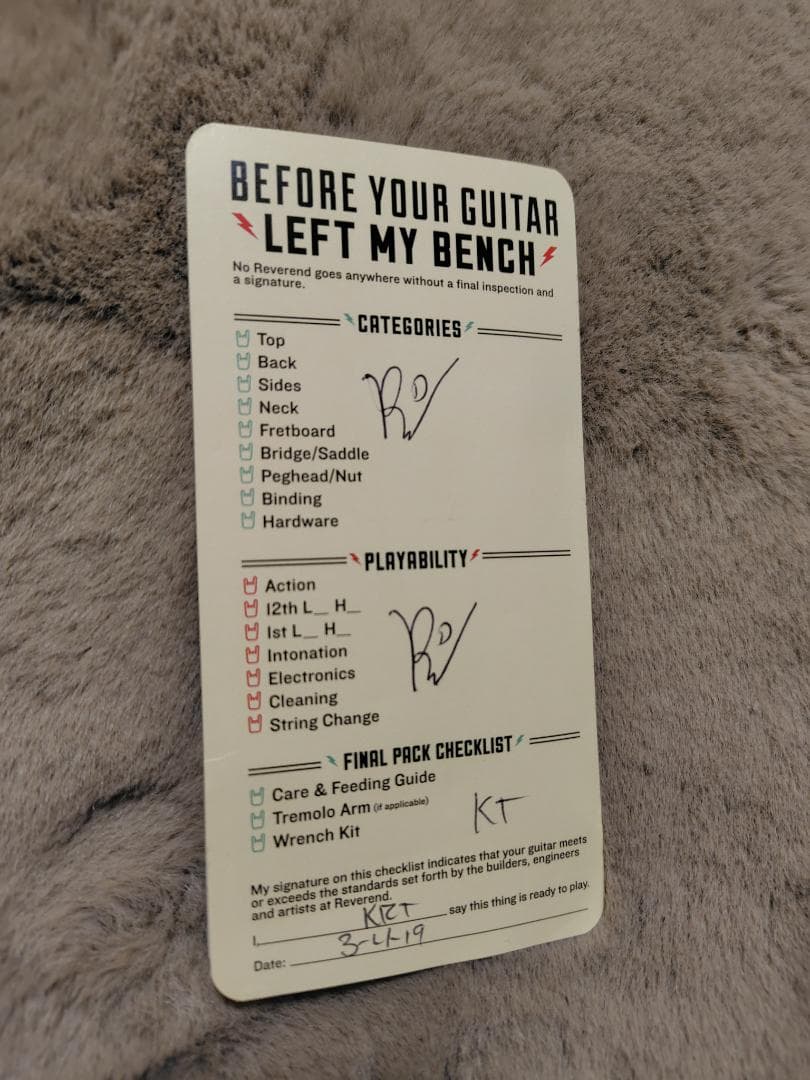 BEFORE YOUR GUITAR
LEFT MY BENCH
No Reverend goes anywhere without a final inspection and
a signature.
CATEGORIES
Top
Back
Sides
Neck
Fretboard
Bridge/Saddle
Peghead/Nut
Binding
Hardware
PLAYABILITY
Action
12th L__ H__
1st L__ H__
Intonation
Electronics
Cleaning
String Change
FINAL PACK CHECKLIST
Care & Feeding Guide
Tremolo Arm (if applicable)
Wrench Kit
KT
My signature on this checklist indicates that your guitar meets
or exceeds the standards set forth by the builders, engineers
and artists at Reverend.
I, KRT say this thing is ready to play.
Date: 3-4-19